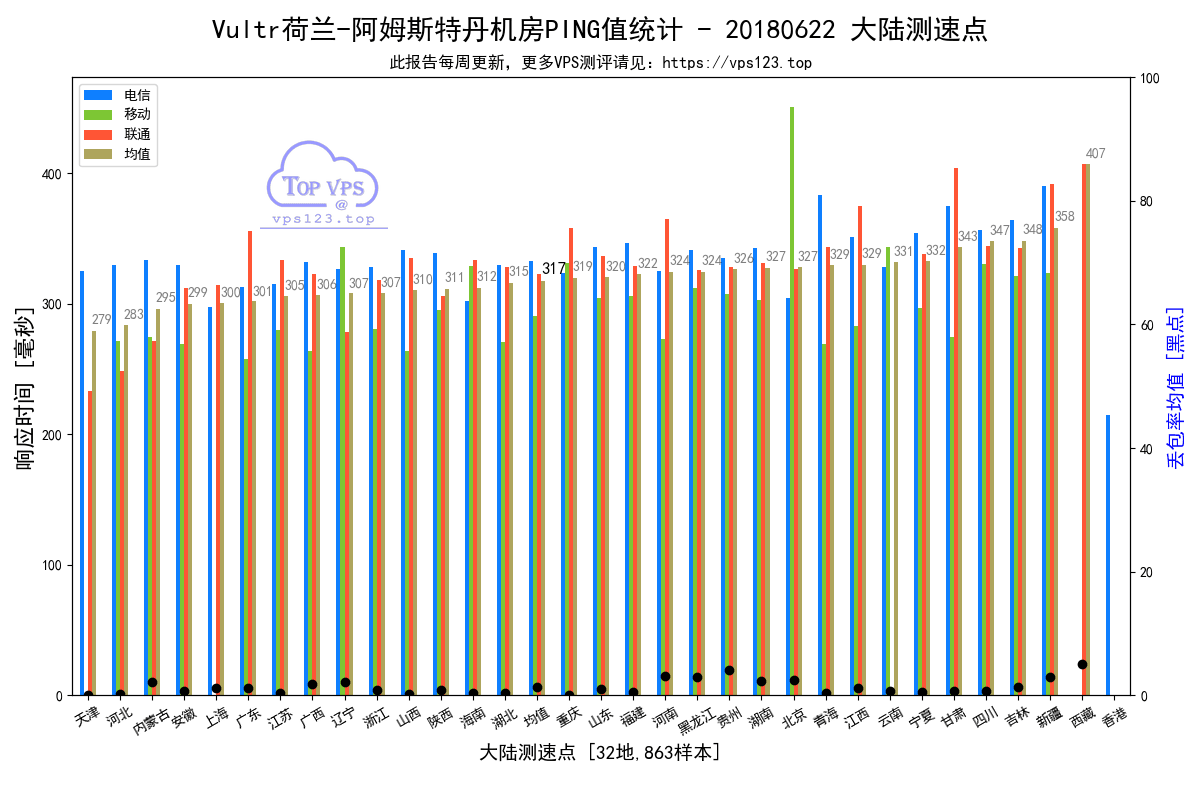 Vultr荷兰-阿姆斯特丹机房PING值统计 - 20180622 大陆测速点
此报告每周更新，更多VPS测评请见：https://vps123.top
电信
移动
联通
均值
TOP VPS
@
vps123.top
响应时间 [毫秒]
400
300
200
100
0
279
283
295
299
300
301
305
306
307
307
310
311
312
315
317
319
320
322
324
324
326
327
327
329
329
331
332
343
347
348
358
407
100
80
60
40
20
0
丢包率均值 [黑点]
天津
河北
内蒙古
安徽
上海
广东
江苏
广西
辽宁
浙江
山西
陕西
海南
湖北
均值
重庆
山东
福建
河南
黑龙江
贵州
湖南
北京
青海
江西
云南
宁夏
甘肃
四川
吉林
新疆
西藏
香港
大陆测速点 [32地,863样本]